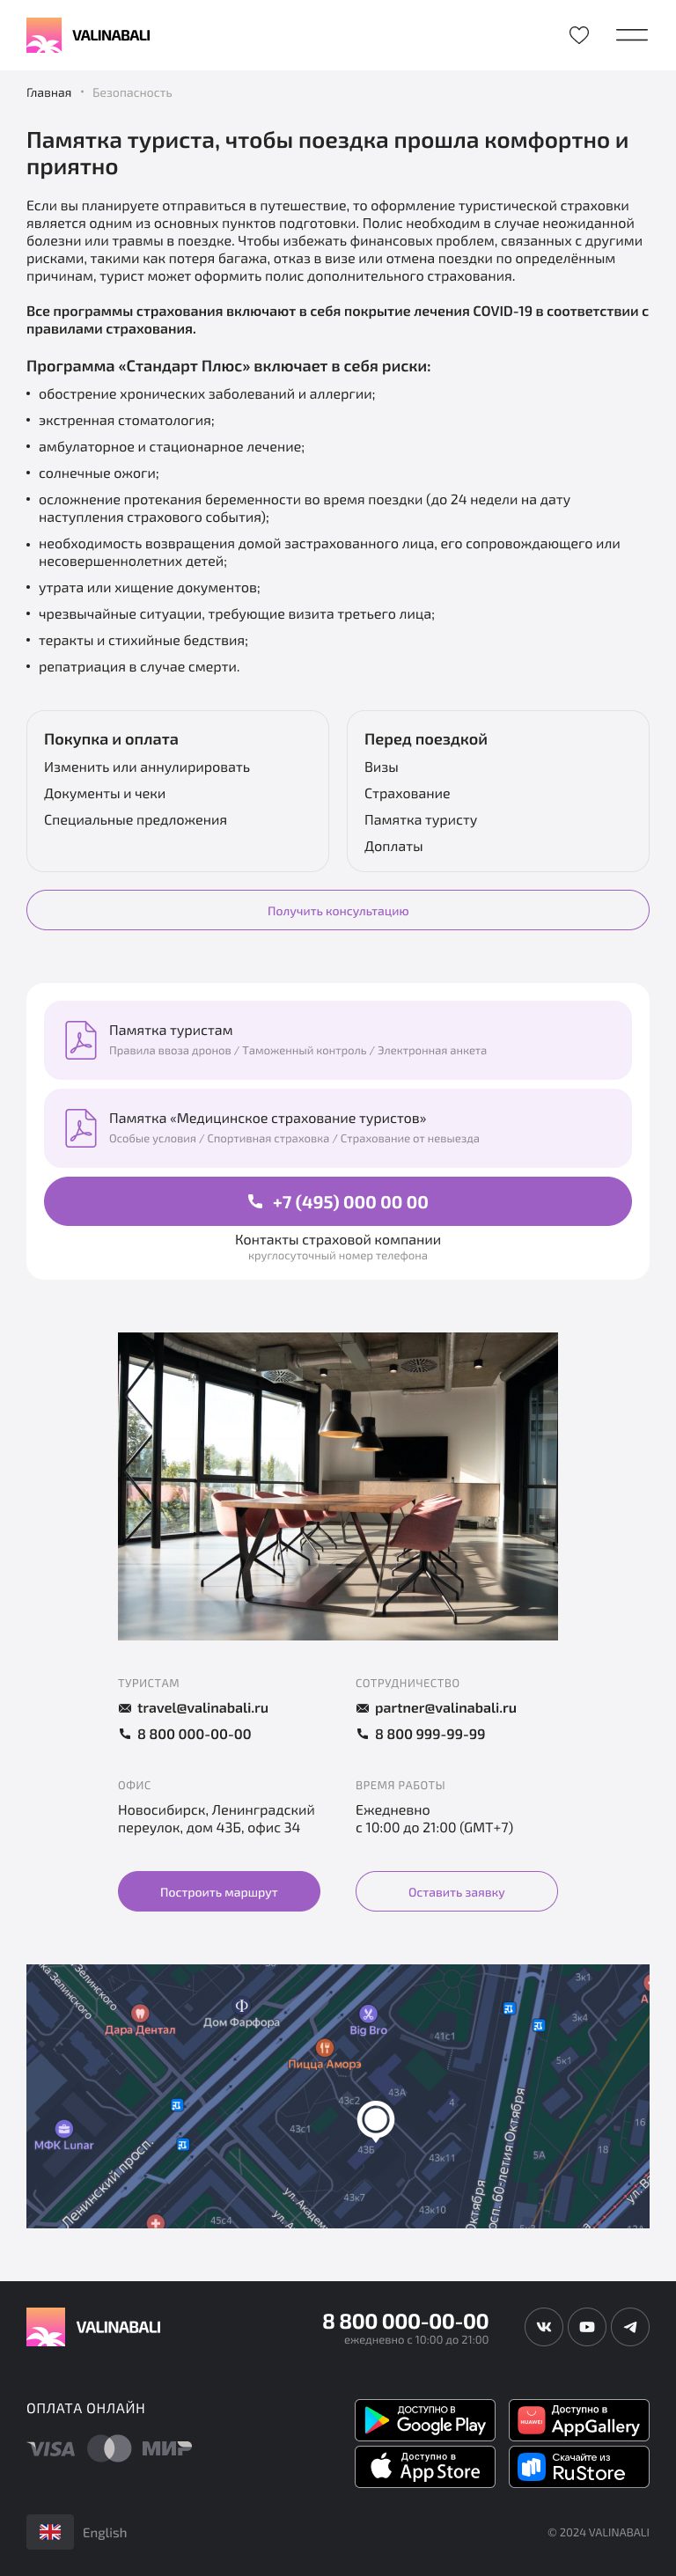 VALINABALI
Главная • Безопасность
Памятка туриста, чтобы поездка прошла комфортно и
приятно
Если вы планируете отправиться в путешествие, то оформление туристической страховки
является одним из основных пунктов подготовки. Полис необходим в случае неожиданной
болезни или травмы в поездке. Чтобы избежать финансовых проблем, связанных с другими
рисками, такими как потеря багажа, отказ в визе или отмена поездки по определённым
причинам, турист может оформить полис дополнительного страхования.
Все программы страхования включают в себя покрытие лечения COVID-19 в соответствии с
правилами страхования.
Программа «Стандарт Плюс» включает в себя риски:
• обострение хронических заболеваний и аллергии;
• экстренная стоматология;
• амбулаторное и стационарное лечение;
• солнечные ожоги;
• осложнение протекания беременности во время поездки (до 24 недели на дату
наступления страхового события);
• необходимость возвращения домой застрахованного лица, его сопровождающего или
несовершеннолетних детей;
• утрата или хищение документов;
• чрезвычайные ситуации, требующие визита третьего лица;
• теракты и стихийные бедствия;
• репатриация в случае смерти.
Покупка и оплата
Изменить или аннулирировать
Документы и чеки
Специальные предложения
Перед поездкой
Визы
Страхование
Памятка туристу
Доплаты
Получить консультацию
Памятка туристам
Правила ввоза дронов / Таможенный контроль / Электронная анкета
Памятка «Медицинское страхование туристов»
Особые условия / Спортивная страховка / Страхование от невыезда
+7 (495) 000 00 00
Контакты страховой компании
круглосуточный номер телефона
ТУРИСТАМ
travel@valinabali.ru
8 800 000-00-00
СОТРУДНИЧЕСТВО
partner@valinabali.ru
8 800 999-99-99
ОФИС
Новосибирск, Ленинградский
переулок, дом 43Б, офис 34
ВРЕМЯ РАБОТЫ
Ежедневно
с 10:00 до 21:00 (GMT+7)
Построить маршрут
Оставить заявку
Зелинского
Зелинского
Дара Дентал
Ф
Дом Фарфора
Big Bro
Пицца Аморэ
МФК Lunar
Ленинский просп.
41с1
3к1
3к4
5к1
43А
43с2
4
43с1
43Б
43к11
5А
18
16
43к7
43к10
45с4
ул. Академ
ул. А
Октября
осп. 60-летия Октября
ул. Ва
VALINABALI
8 800 000-00-00
ежедневно с 10:00 до 21:00
ОПЛАТА ОНЛАЙН
VISA
МИР
ДОСТУПНО В
Google Play
HUAWEI
Доступно в
AppGallery
Доступно в
App Store
Скачайте из
RuStore
English
© 2024 VALINABALI